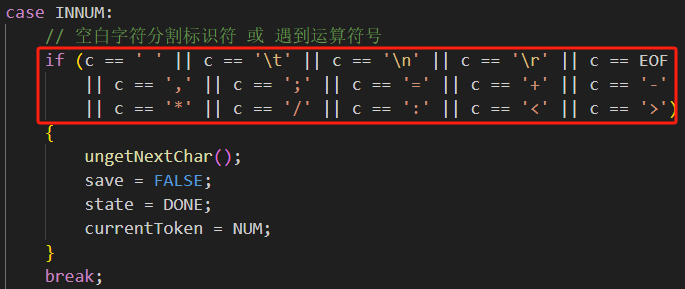 case INNUM:
// 空白字符分割标识符 或 遇到运算符号
if (c == ' ' || c == '\t' || c == '\n' || c == '\r' || c == EOF
|| c == ',' || c == ';' || c == '=' || c == '+' || c == '-'
|| c == '*' || c == '/' || c == ':' || c == '<' || c == '>')
{
ungetNextChar();
save = FALSE;
state = DONE;
currentToken = NUM;
}
break;